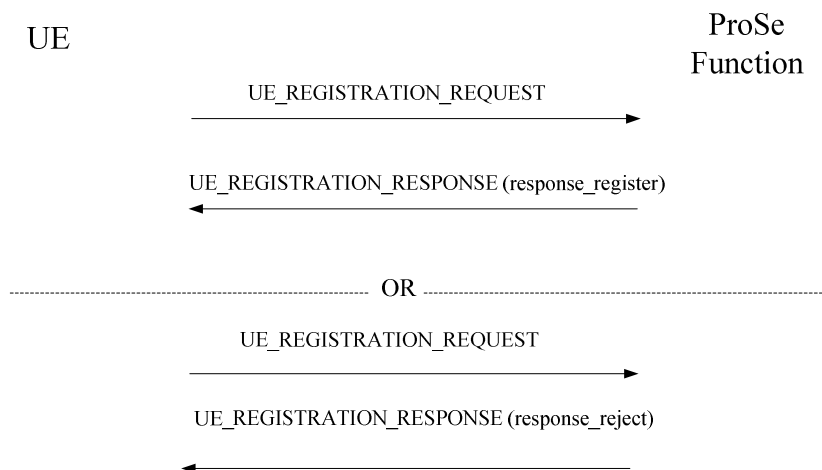 UE
ProSe
Function
UE_REGISTRATION_REQUEST
UE_REGISTRATION_RESPONSE (response_register)
OR
UE_REGISTRATION_REQUEST
UE_REGISTRATION_RESPONSE (response_reject)